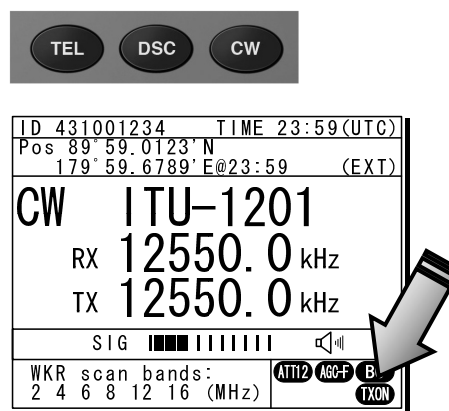 TEL DSC CW
ID 431001234 TIME 23:59(UTC)
Pos 89°59.0123'N
179°59.6789'E@23:59 (EXT)
CW ITU-1201
RX 12550.0 kHz
TX 12550.0 kHz
SIG
WKR scan bands: ATT12 AGC-F
2 4 6 8 12 16 (MHz) TXON